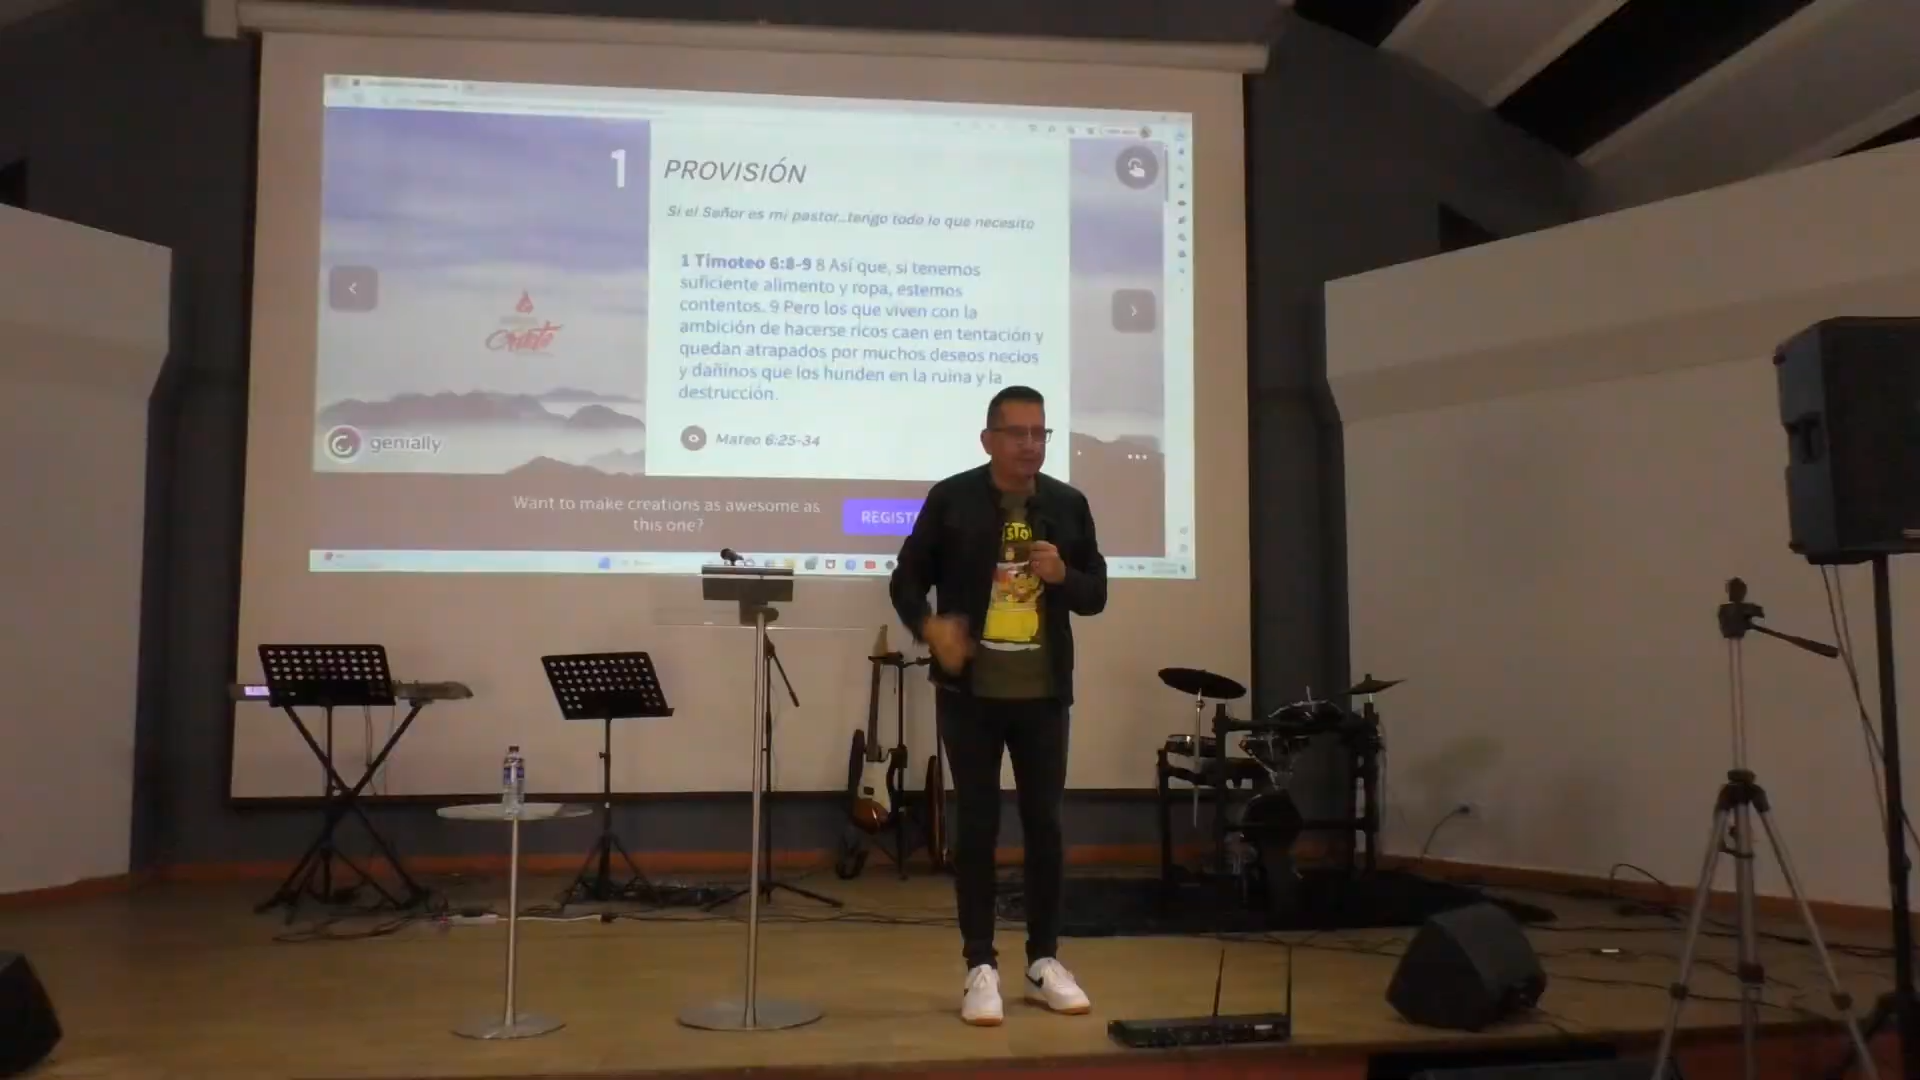 1
PROVISIÓN
Si el Señor es mi pastor...tengo todo lo que necesito
1 Timoteo 6:8-9 8 Así que, si tenemos
suficiente alimento y ropa, estemos
contentos. 9 Pero los que viven con la
ambición de hacerse ricos caen en tentación y
quedan atrapados por muchos deseos necios
y dañinos que los hunden en la ruina y la
destrucción.
Mateo 6:25-34
Cristo
genially
Want to make creations as awesome as
this one?
REGIST